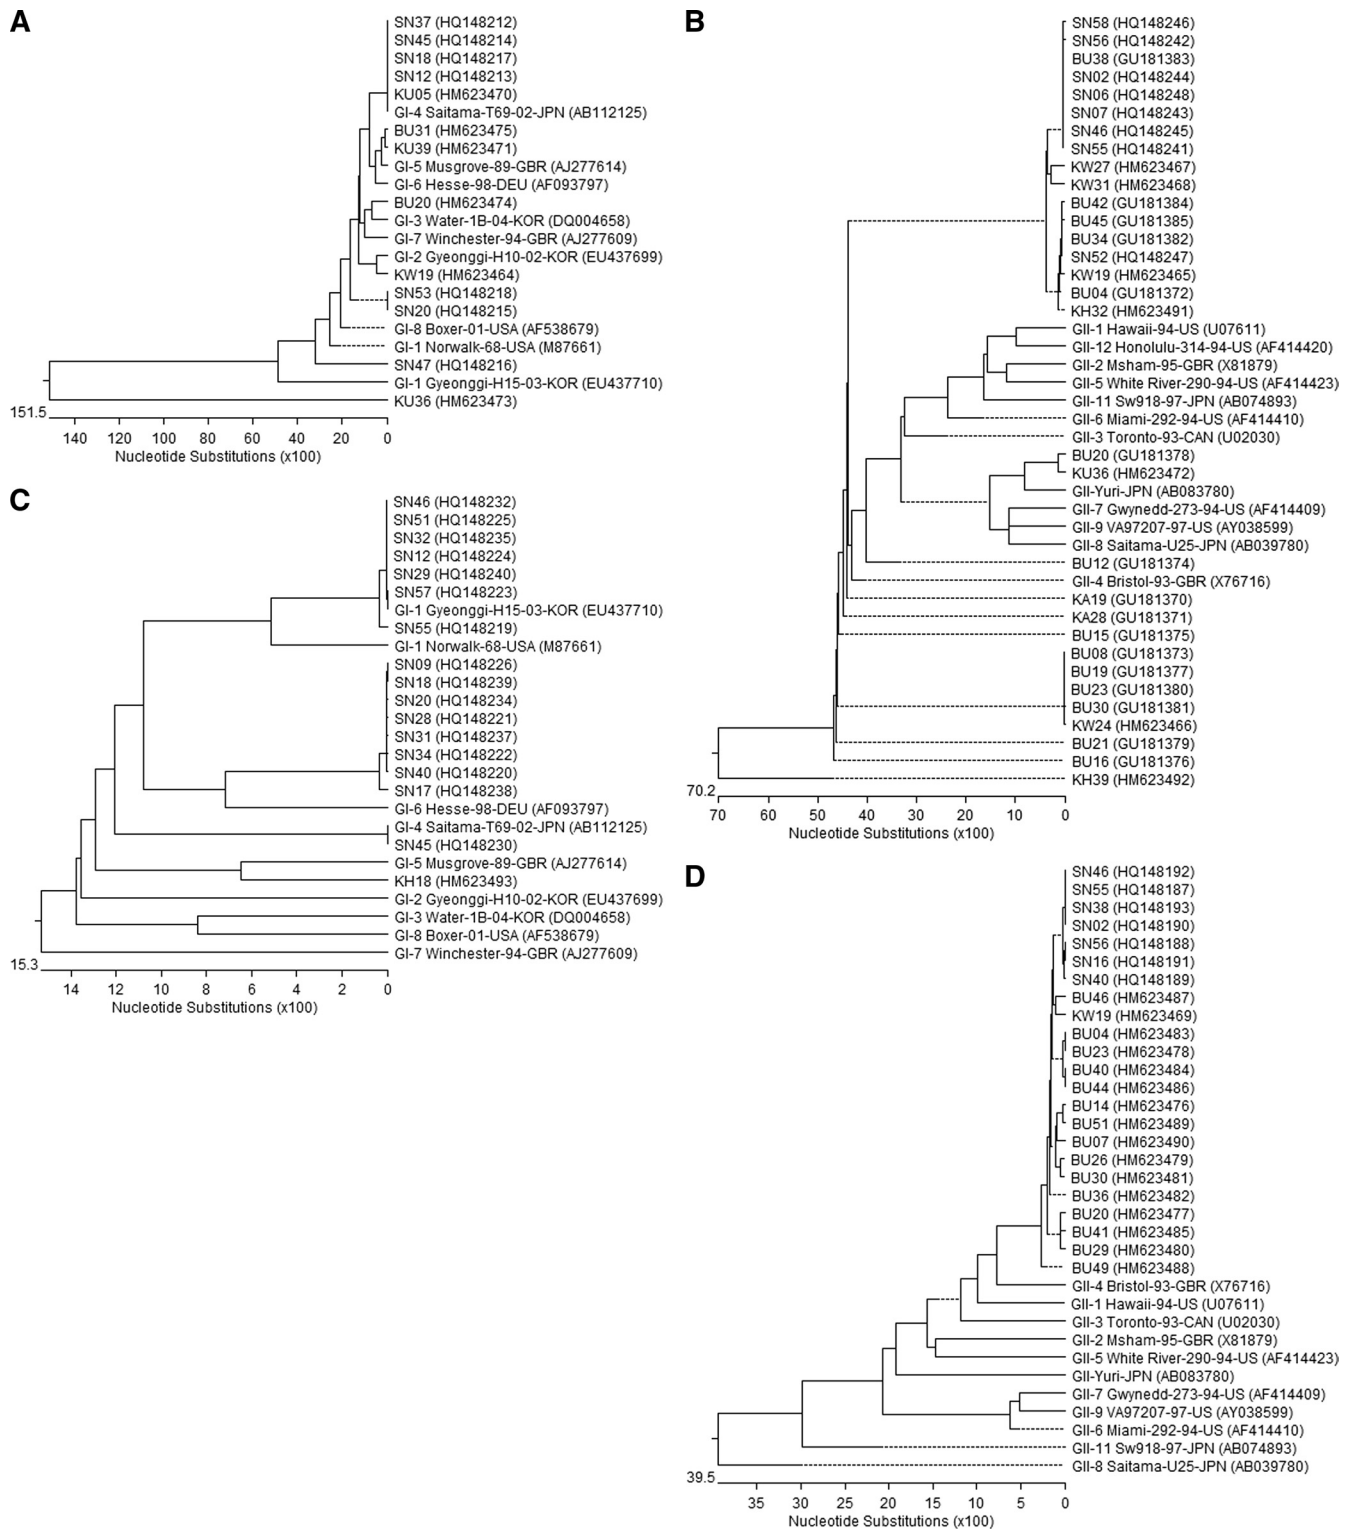 A
SN37 (HQ148212)
SN45 (HQ148214)
SN18 (HQ148217)
SN12 (HQ148213)
KU05 (HM623470)
GI-4 Saitama-T69-02-JPN (AB112125)
BU31 (HM623475)
KU39 (HM623471)
GI-5 Musgrove-89-GBR (AJ277614)
GI-6 Hesse-98-DEU (AF093797)
BU20 (HM623474)
GI-3 Water-1B-04-KOR (DQ004658)
GI-7 Winchester-94-GBR (AJ277609)
GI-2 Gyeonggi-H10-02-KOR (EU437699)
KW19 (HM623464)
SN53 (HQ148218)
SN20 (HQ148215)
GI-8 Boxer-01-USA (AF538679)
GI-1 Norwalk-68-USA (M87661)
SN47 (HQ148216)
GI-1 Gyeonggi-H15-03-KOR (EU437710)
KU36 (HM623473)
151.5
140 120 100 80 60 40 20 0
Nucleotide Substitutions (x100)
B
SN58 (HQ148246)
SN56 (HQ148242)
BU38 (GU181383)
SN02 (HQ148244)
SN06 (HQ148248)
SN07 (HQ148243)
SN46 (HQ148245)
SN55 (HQ148241)
KW27 (HM623467)
KW31 (HM623468)
BU42 (GU181384)
BU45 (GU181385)
BU34 (GU181382)
SN52 (HQ148247)
KW19 (HM623465)
BU04 (GU181372)
KH32 (HM623491)
GII-1 Hawaii-94-US (U07611)
GII-12 Honolulu-314-94-US (AF414420)
GII-2 Msham-95-GBR (X81879)
GII-5 White River-290-94-US (AF414423)
GII-11 Sw918-97-JPN (AB074893)
GII-6 Miami-292-94-US (AF414410)
GII-3 Toronto-93-CAN (U02030)
BU20 (GU181378)
KU36 (HM623472)
GII-Yuri-JPN (AB083780)
GII-7 Gwynedd-273-94-US (AF414409)
GII-9 VA97207-97-US (AY038599)
GII-8 Saitama-U25-JPN (AB039780)
BU12 (GU181374)
GII-4 Bristol-93-GBR (X76716)
KA19 (GU181370)
KA28 (GU181371)
BU15 (GU181375)
BU08 (GU181373)
BU19 (GU181377)
BU23 (GU181380)
BU30 (GU181381)
KW24 (HM623466)
BU21 (GU181379)
BU16 (GU181376)
KH39 (HM623492)
70.2
70 60 50 40 30 20 10 0
Nucleotide Substitutions (x100)
C
SN46 (HQ148232)
SN51 (HQ148225)
SN32 (HQ148235)
SN12 (HQ148224)
SN29 (HQ148240)
SN57 (HQ148223)
GI-1 Gyeonggi-H15-03-KOR (EU437710)
SN55 (HQ148219)
GI-1 Norwalk-68-USA (M87661)
SN09 (HQ148226)
SN18 (HQ148239)
SN20 (HQ148234)
SN28 (HQ148221)
SN31 (HQ148237)
SN34 (HQ148222)
SN40 (HQ148220)
SN17 (HQ148238)
GI-6 Hesse-98-DEU (AF093797)
GI-4 Saitama-T69-02-JPN (AB112125)
SN45 (HQ148230)
GI-5 Musgrove-89-GBR (AJ277614)
KH18 (HM623493)
GI-2 Gyeonggi-H10-02-KOR (EU437699)
GI-3 Water-1B-04-KOR (DQ004658)
GI-8 Boxer-01-USA (AF538679)
GI-7 Winchester-94-GBR (AJ277609)
15.3
14 12 10 8 6 4 2 0
Nucleotide Substitutions (x100)
D
SN46 (HQ148192)
SN55 (HQ148187)
SN38 (HQ148193)
SN02 (HQ148190)
SN56 (HQ148188)
SN16 (HQ148191)
SN40 (HQ148189)
BU46 (HM623487)
KW19 (HM623469)
BU04 (HM623483)
BU23 (HM623478)
BU40 (HM623484)
BU44 (HM623486)
BU14 (HM623476)
BU51 (HM623489)
BU07 (HM623490)
BU26 (HM623479)
BU30 (HM623481)
BU36 (HM623482)
BU20 (HM623477)
BU41 (HM623485)
BU29 (HM623480)
BU49 (HM623488)
GII-4 Bristol-93-GBR (X76716)
GII-1 Hawaii-94-US (U07611)
GII-3 Toronto-93-CAN (U02030)
GII-2 Msham-95-GBR (X81879)
GII-5 White River-290-94-US (AF414423)
GII-Yuri-JPN (AB083780)
GII-7 Gwynedd-273-94-US (AF414409)
GII-9 VA97207-97-US (AY038599)
GII-6 Miami-292-94-US (AF414410)
GII-11 Sw918-97-JPN (AB074893)
GII-8 Saitama-U25-JPN (AB039780)
39.5
35 30 25 20 15 10 5 0
Nucleotide Substitutions (x100)